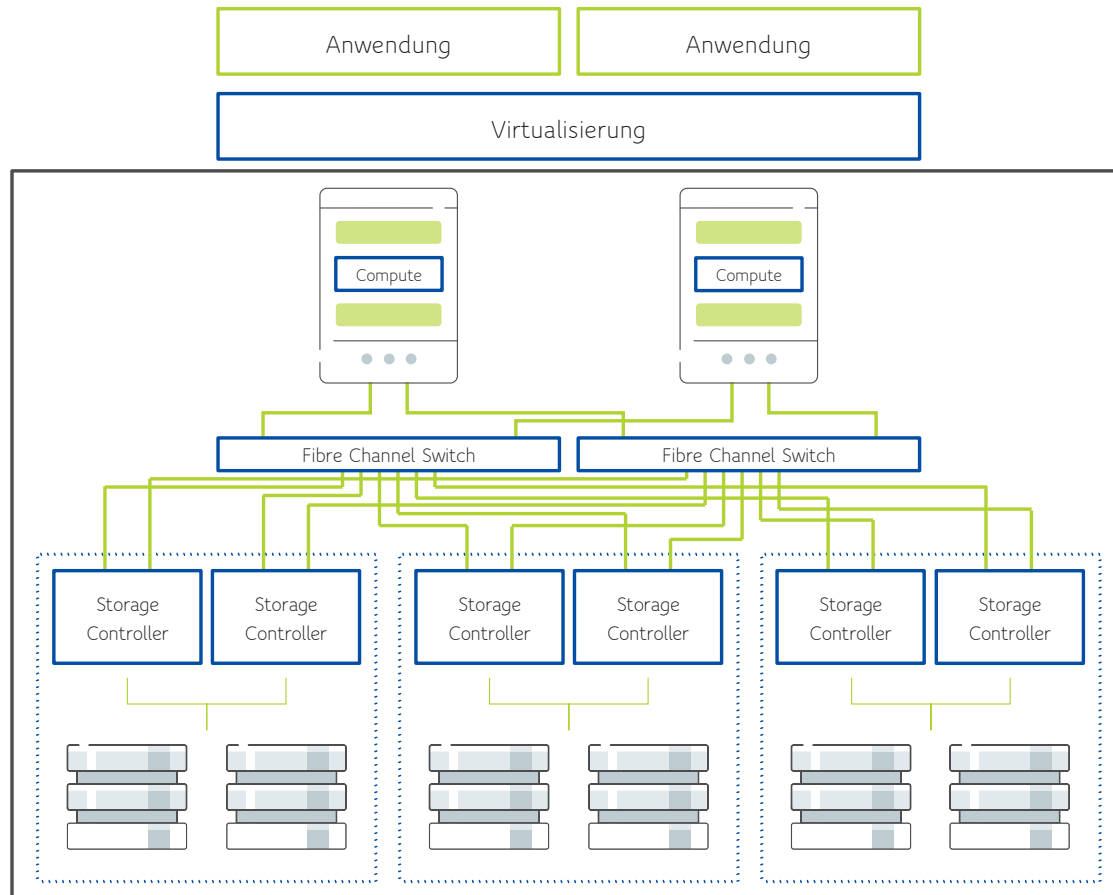 Anwendung
Anwendung
Virtualisierung
Compute
Compute
Fibre Channel Switch
Fibre Channel Switch
Storage
Controller
Storage
Controller
Storage
Controller
Storage
Controller
Storage
Controller
Storage
Controller